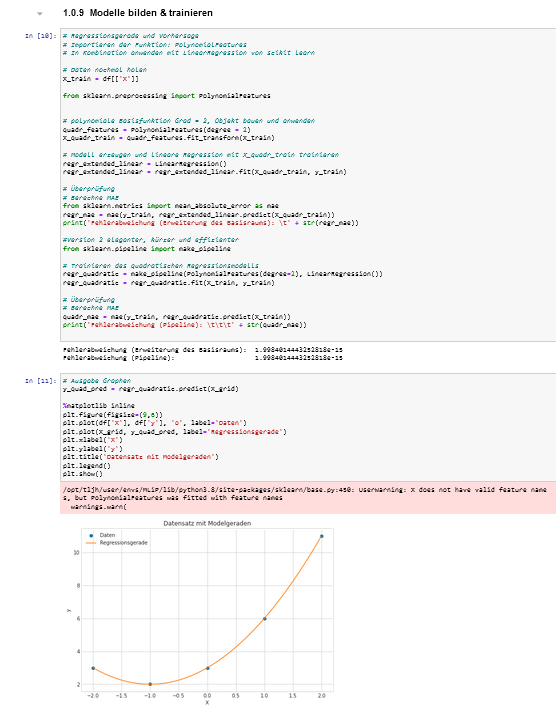 1.0.9 Modelle bilden & trainieren
In [10]:
# Regressionsgerade und Vorhersage
# Importieren der Funktion: PolynomialFeatures
# In Kombination anwenden mit LinearRegression von scikit learn
# Daten nochmal holen
X_train = df[['X']]
from sklearn.preprocessing import PolynomialFeatures
# polynomiale Basisfunktion Grad = 2, Objekt bauen und anwenden
quadr_features = PolynomialFeatures(degree = 2)
X_quadr_train = quadr_features.fit_transform(X_train)
# Modell erzeugen und lineare Regression mit X_quadr_train trainieren
regr_extended_linear = LinearRegression()
regr_extended_linear = regr_extended_linear.fit(X_quadr_train, y_train)
# Überprüfung
# Berechne MAE
from sklearn.metrics import mean_absolute_error as mae
regr_mae = mae(y_train, regr_extended_linear.predict(X_quadr_train))
print('Fehlerabweichung (Erweiterung des Basisraums): \t' + str(regr_mae))
#Version 2 eleganter, kürzer und effizienter
from sklearn.pipeline import make_pipeline
# Trainieren des quadratischen Regressionsmodells
regr_quadratic = make_pipeline(PolynomialFeatures(degree=2), LinearRegression())
regr_quadratic = regr_quadratic.fit(X_train, y_train)
# Überprüfung
# Berechne MAE
quadr_mae = mae(y_train, regr_quadratic.predict(X_train))
print('Fehlerabweichung (Pipeline): \t\t\t' + str(quadr_mae))
Fehlerabweichung (Erweiterung des Basisraums): 1.9984014443252818e-15
Fehlerabweichung (Pipeline): 1.9984014443252818e-15
In [11]:
# Ausgabe Graphen
y_quad_pred = regr_quadratic.predict(X_grid)
%matplotlib inline
plt.figure(figsize=(9,6))
plt.plot(df['X'], df['y'], 'o', label='Daten')
plt.plot(X_grid, y_quad_pred, label='Regressionsgerade')
plt.xlabel('X')
plt.ylabel('y')
plt.title('Datensatz mit Modelgeraden')
plt.legend()
plt.show()
/opt/tljh/user/envs/MLiP/lib/python3.8/site-packages/sklearn/base.py:450: UserWarning: X does not have valid feature name
s, but PolynomialFeatures was fitted with feature names
warnings.warn(
Datensatz mit Modelgeraden
Daten
Regressionsgerade
10
8
6
4
2
y
−2.0 −1.5 −1.0 −0.5 0.0 0.5 1.0 1.5 2.0
X